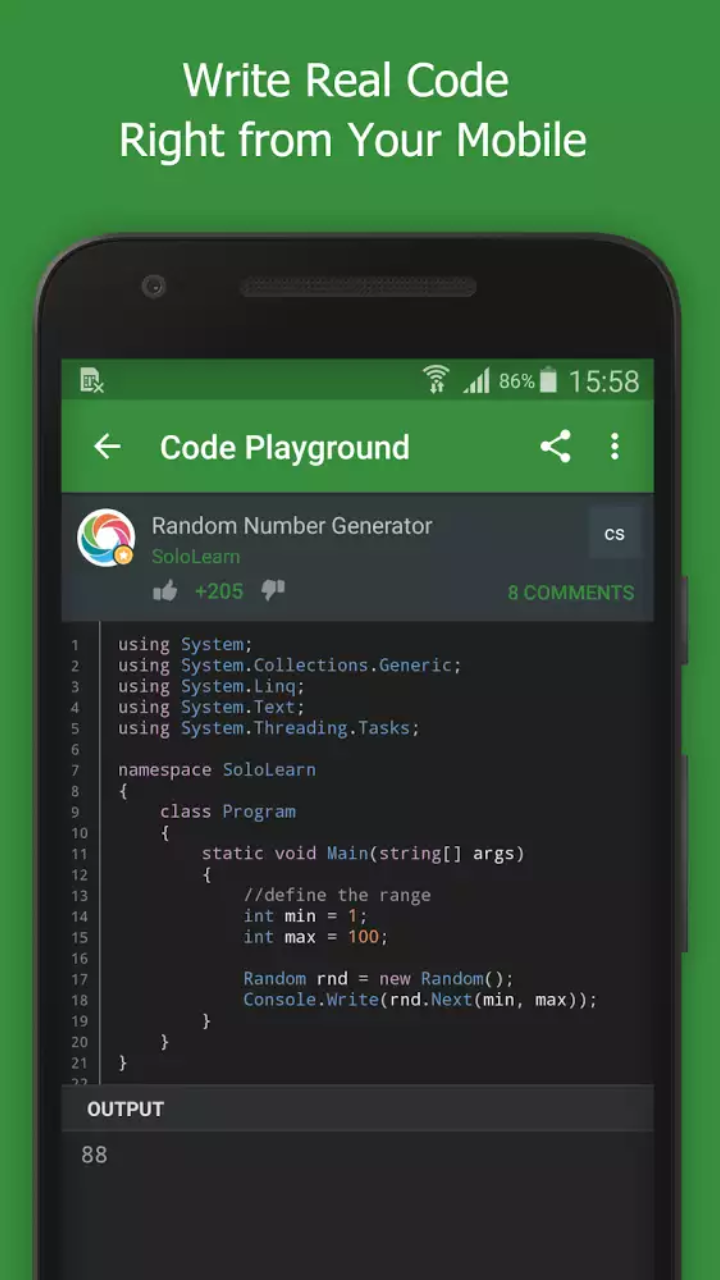 Write Real Code
Right from Your Mobile
86% 15:58
Code Playground
Random Number Generator
CS
SoloLearn
+205
8 COMMENTS
1 using System;
2 using System.Collections.Generic;
3 using System.Linq;
4 using System.Text;
5 using System.Threading.Tasks;
6
7 namespace SoloLearn
8 {
9     class Program
10     {
11         static void Main(string[] args)
12         {
13             //define the range
14             int min = 1;
15             int max = 100;
16
17             Random rnd = new Random();
18             Console.Write(rnd.Next(min, max));
19         }
20     }
21 }
22
OUTPUT
88